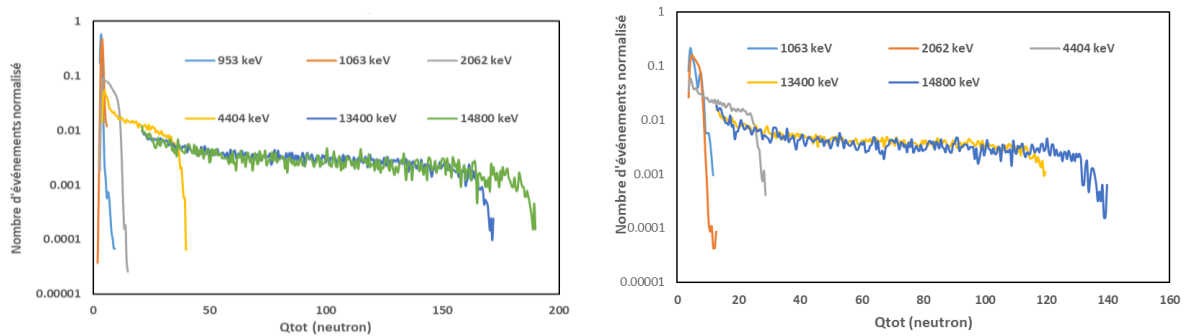 1
0.1
0.01
0.001
0.0001
0.00001
Nombre d'événements normalisé
953 keV 1063 keV 2062 keV
4404 keV 13400 keV 14800 keV
0 50 100 150 200
Qtot (neutron)
1
0.1
0.01
0.001
0.0001
0.00001
Nombre d'événements normalisé
1063 keV 2062 keV 4404 keV
13400 keV 14800 keV
0 20 40 60 80 100 120 140 160
Qtot (neutron)